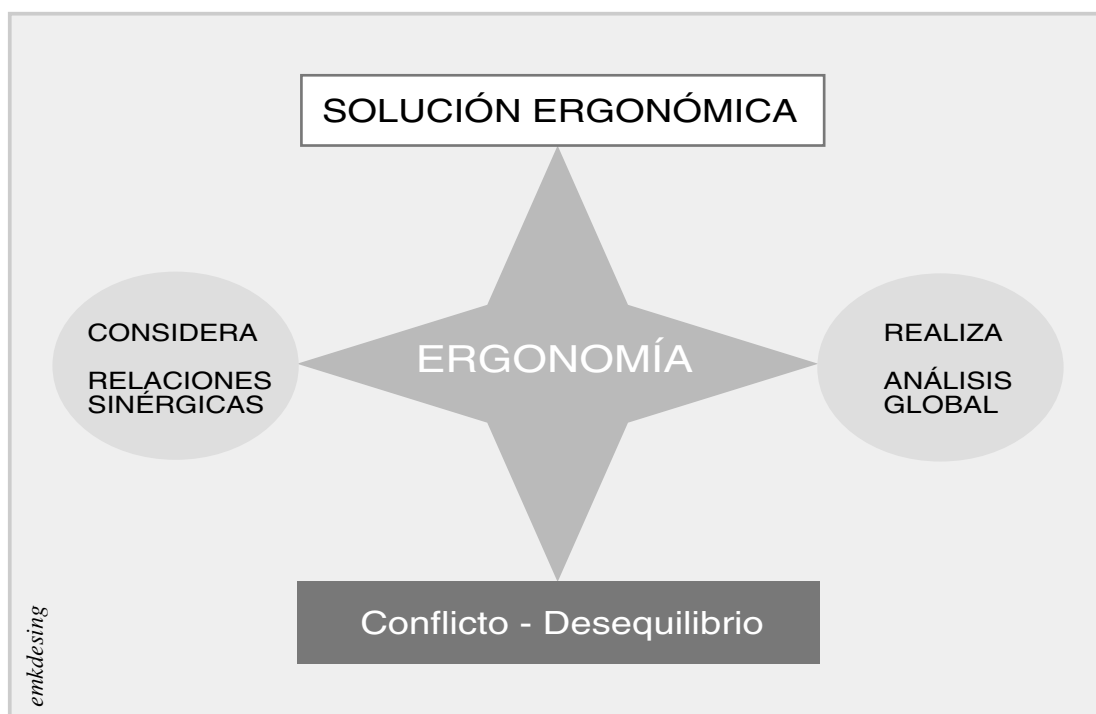 SOLUCIÓN ERGONÓMICA
CONSIDERA
RELACIONES
SINÉRGICAS
ERGONOMÍA
REALIZA
ANÁLISIS
GLOBAL
Conflicto - Desequilibrio
emkdesing